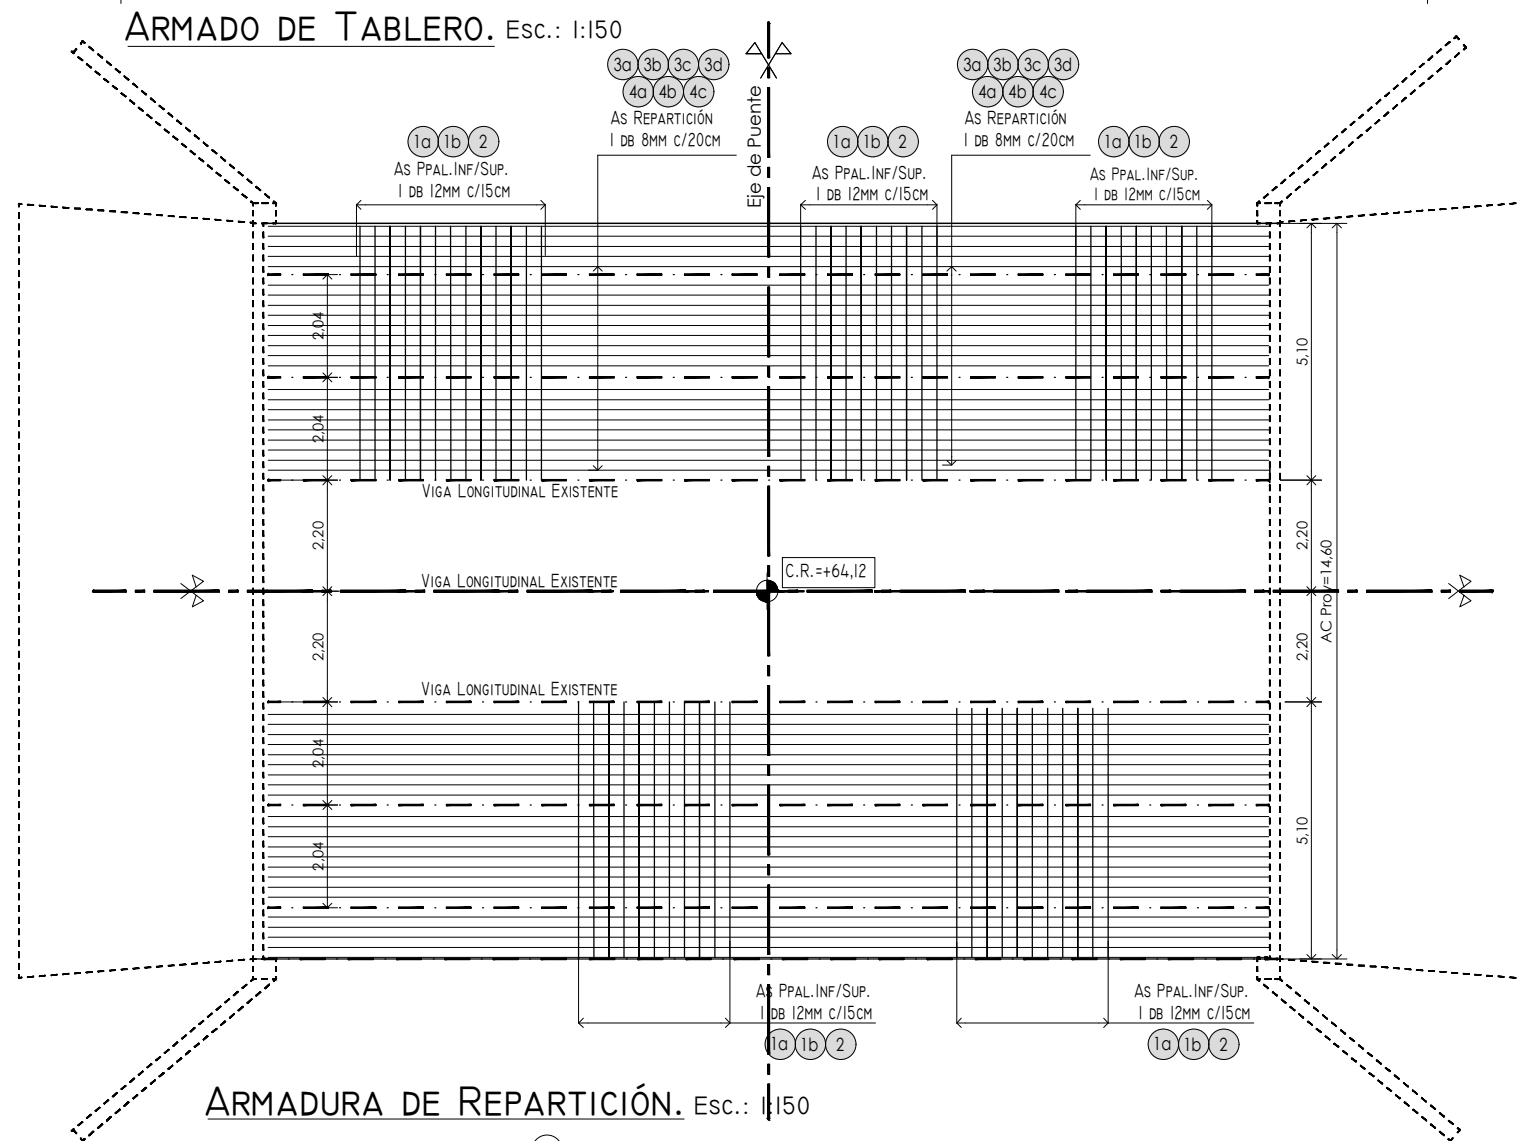 ARMADO DE TABLERO. Esc.: 1:150
3a 3b 3c 3d
4a 4b 4c
AS REPARTICIÓN
1 DB 8MM C/20CM
3a 3b 3c 3d
4a 4b 4c
AS REPARTICIÓN
1 DB 8MM C/20CM
Eje de Puente
1a 1b 2
AS PPAL.INF/SUP.
1 DB 12MM C/15CM
1a 1b 2
AS PPAL.INF/SUP.
1 DB 12MM C/15CM
1a 1b 2
AS PPAL.INF/SUP.
1 DB 12MM C/15CM
2,04
5,10
2,04
VIGA LONGITUDINAL EXISTENTE
2,20
2,20
C.R.=+64,12
VIGA LONGITUDINAL EXISTENTE
AC Proy=14,60
2,20
2,20
VIGA LONGITUDINAL EXISTENTE
2,04
5,10
2,04
AS PPAL.INF/SUP.
1 DB 12MM C/15CM
1a 1b 2
AS PPAL.INF/SUP.
1 DB 12MM C/15CM
1a 1b 2
ARMADURA DE REPARTICIÓN. Esc.: 1:150